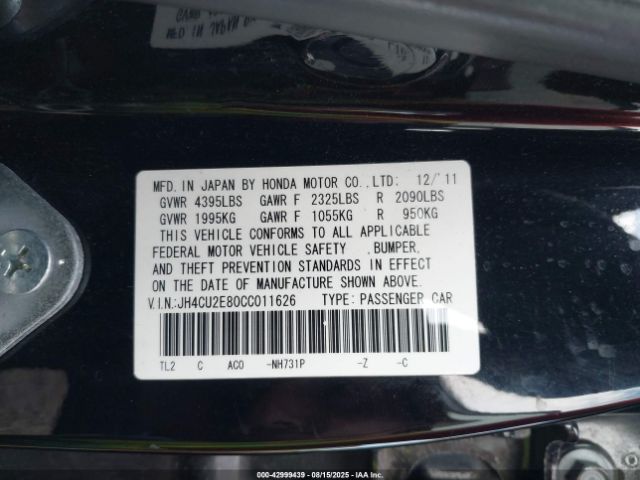 MFD. IN JAPAN BY HONDA MOTOR CO., LTD: 12/'11
GVWR 4395LBS GAWR F 2325LBS R 2090LBS
GVWR 1995KG GAWR F 1055KG R 950KG
THIS VEHICLE CONFORMS TO ALL APPLICABLE
FEDERAL MOTOR VEHICLE SAFETY ,BUMPER,
AND THEFT PREVENTION STANDARDS IN EFFECT
ON THE DATE OF MANUFACTURE SHOWN ABOVE.
V.I.N.:JH4CU2E80CC011626 TYPE: PASSENGER CAR
TL2 C AC0 -NH731P -Z -C
000-42999439 - 08/15/2025 - IAAI.COM